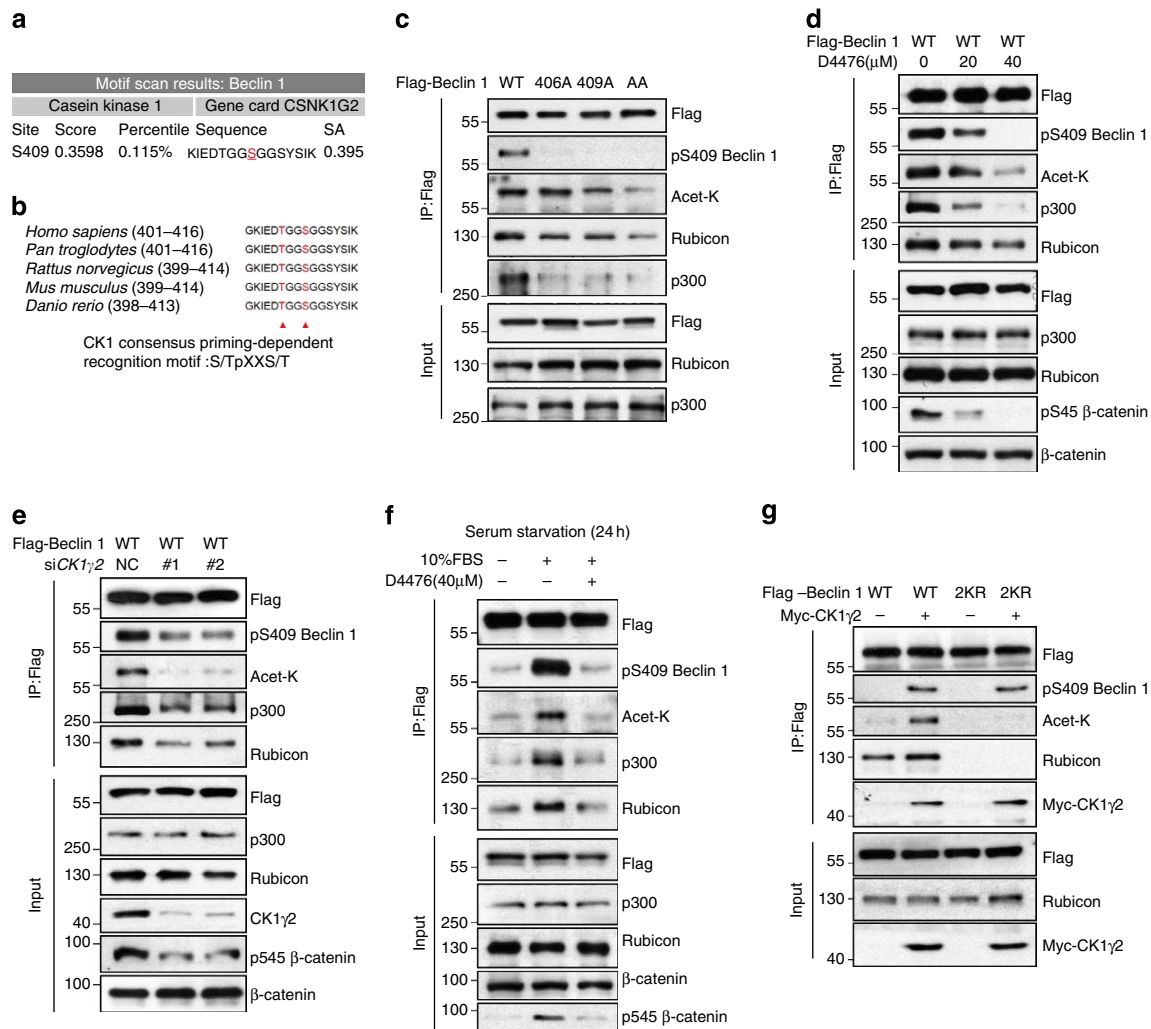 a
Motif scan results: Beclin 1
Casein kinase 1 Gene card CSNK1G2
Site Score Percentile Sequence SA
S409 0.3598 0.115% KIEDTGGSGGSYSIK 0.395
b
Homo sapiens (401–416) GKIEDTGGSGGSYSIK
Pan troglodytes (401–416) GKIEDTGGSGGSYSIK
Rattus norvegicus (399–414) GKIEDTGGSGGSYSIK
Mus musculus (399–414) GKIEDTGGSGGSYSIK
Danio rerio (398–413) GKIEDTGGSGGSYSIK
CK1 consensus priming-dependent
recognition motif :S/TpXXS/T
c
Flag-Beclin 1 WT 406A 409A AA
IP:Flag
55 Flag
55 pS409 Beclin 1
55 Acet-K
130 Rubicon
250 p300
Input
55 Flag
130 Rubicon
250 p300
d
Flag-Beclin 1 WT WT WT
D4476(μM) 0 20 40
IP:Flag
55 Flag
55 pS409 Beclin 1
55 Acet-K
250 p300
130 Rubicon
Input
55 Flag
250 p300
130 Rubicon
100 pS45 β-catenin
100 β-catenin
e
Flag-Beclin 1 WT WT WT
siCK1γ2 NC #1 #2
IP:Flag
55 Flag
55 pS409 Beclin 1
55 Acet-K
250 p300
130 Rubicon
Input
55 Flag
250 p300
130 Rubicon
40 CK1γ2
100 p545 β-catenin
100 β-catenin
f
Serum starvation (24 h)
10%FBS – + +
D4476(40μM) – – +
IP:Flag
55 Flag
55 pS409 Beclin 1
55 Acet-K
250 p300
130 Rubicon
Input
55 Flag
250 p300
130 Rubicon
100 β-catenin
100 p545 β-catenin
g
Flag –Beclin 1 WT WT 2KR 2KR
Myc-CK1γ2 – + – +
IP:Flag
55 Flag
55 pS409 Beclin 1
55 Acet-K
130 Rubicon
40 Myc-CK1γ2
Input
55 Flag
130 Rubicon
40 Myc-CK1γ2